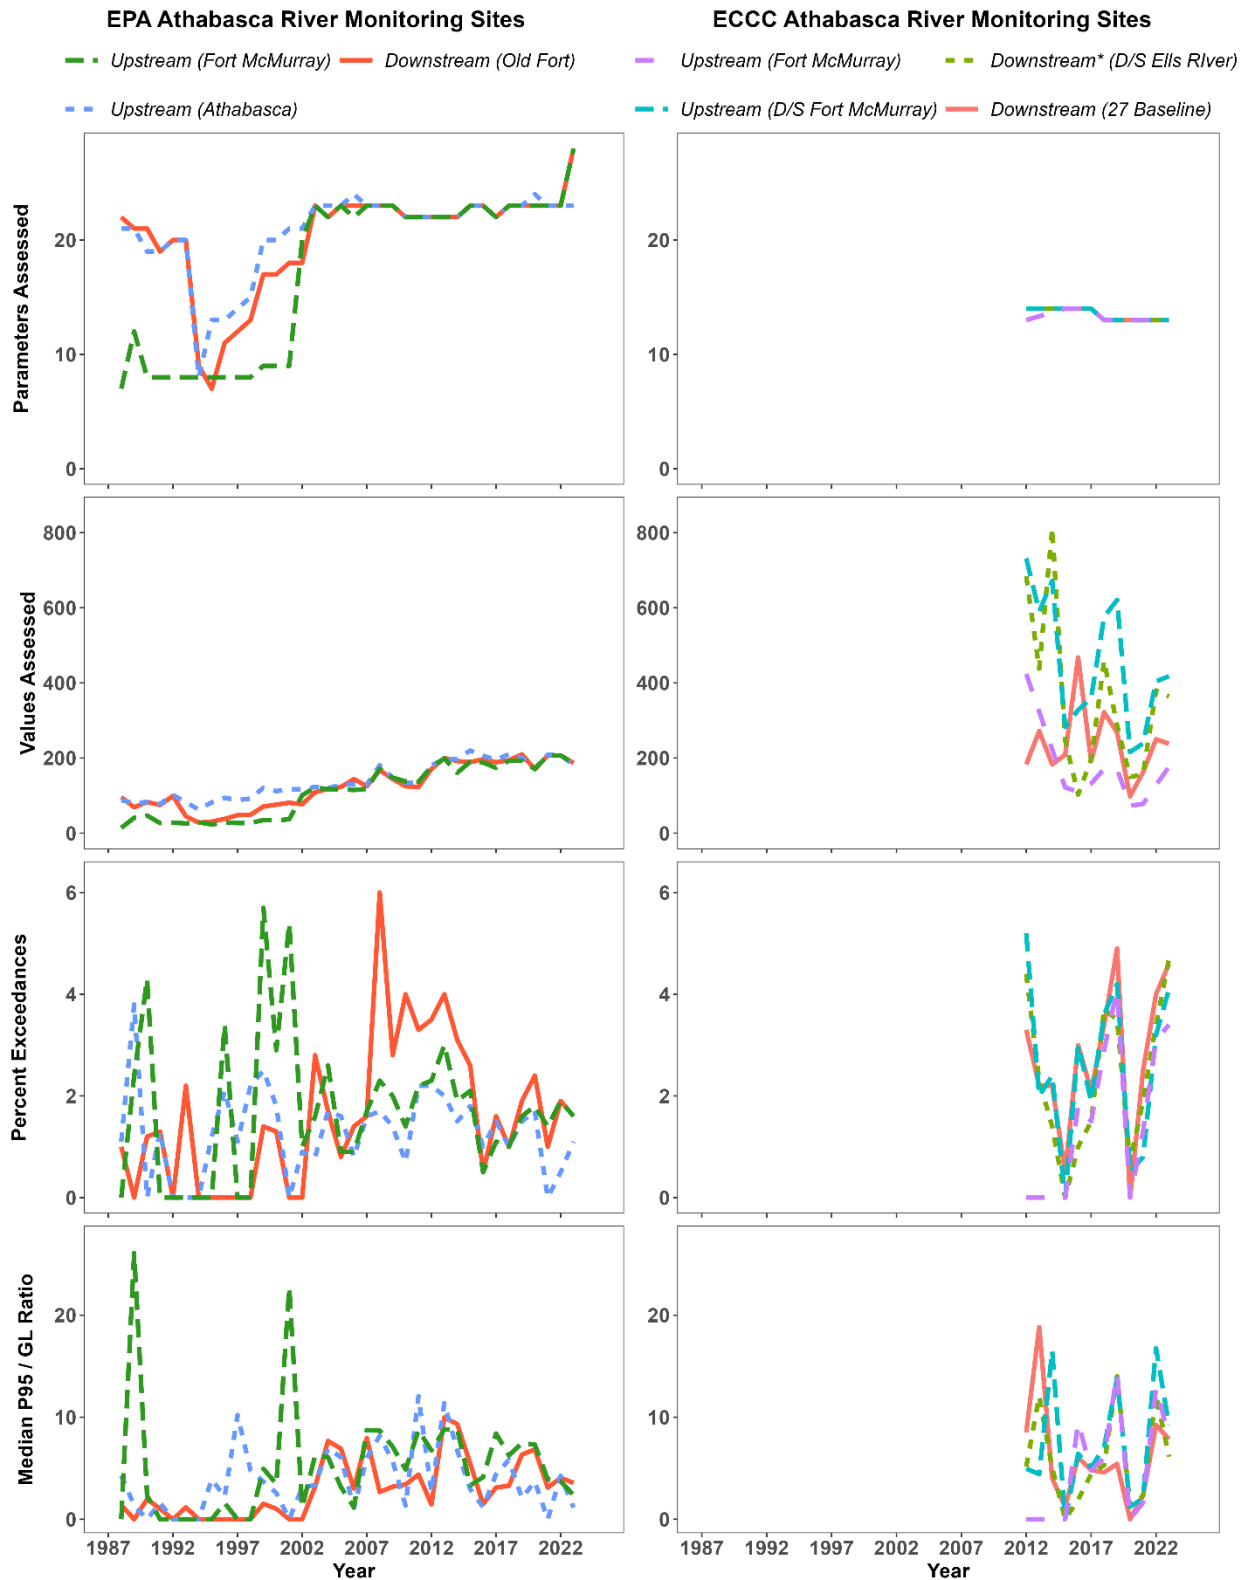 EPA Athabasca River Monitoring Sites
Upstream (Fort McMurray)
Downstream (Old Fort)
Upstream (Athabasca)
ECCC Athabasca River Monitoring Sites
Upstream (Fort McMurray)
Downstream* (D/S Ells RIver)
Upstream (D/S Fort McMurray)
Downstream (27 Baseline)
Parameters Assessed
20
10
0
20
10
0
1987 1992 1997 2002 2007 2012 2017 2022
Values Assessed
800
600
400
200
0
800
600
400
200
0
Percent Exceedances
6
4
2
0
6
4
2
0
Median P95 / GL Ratio
20
10
0
20
10
0
1987 1992 1997 2002 2007 2012 2017 2022
Year
Year